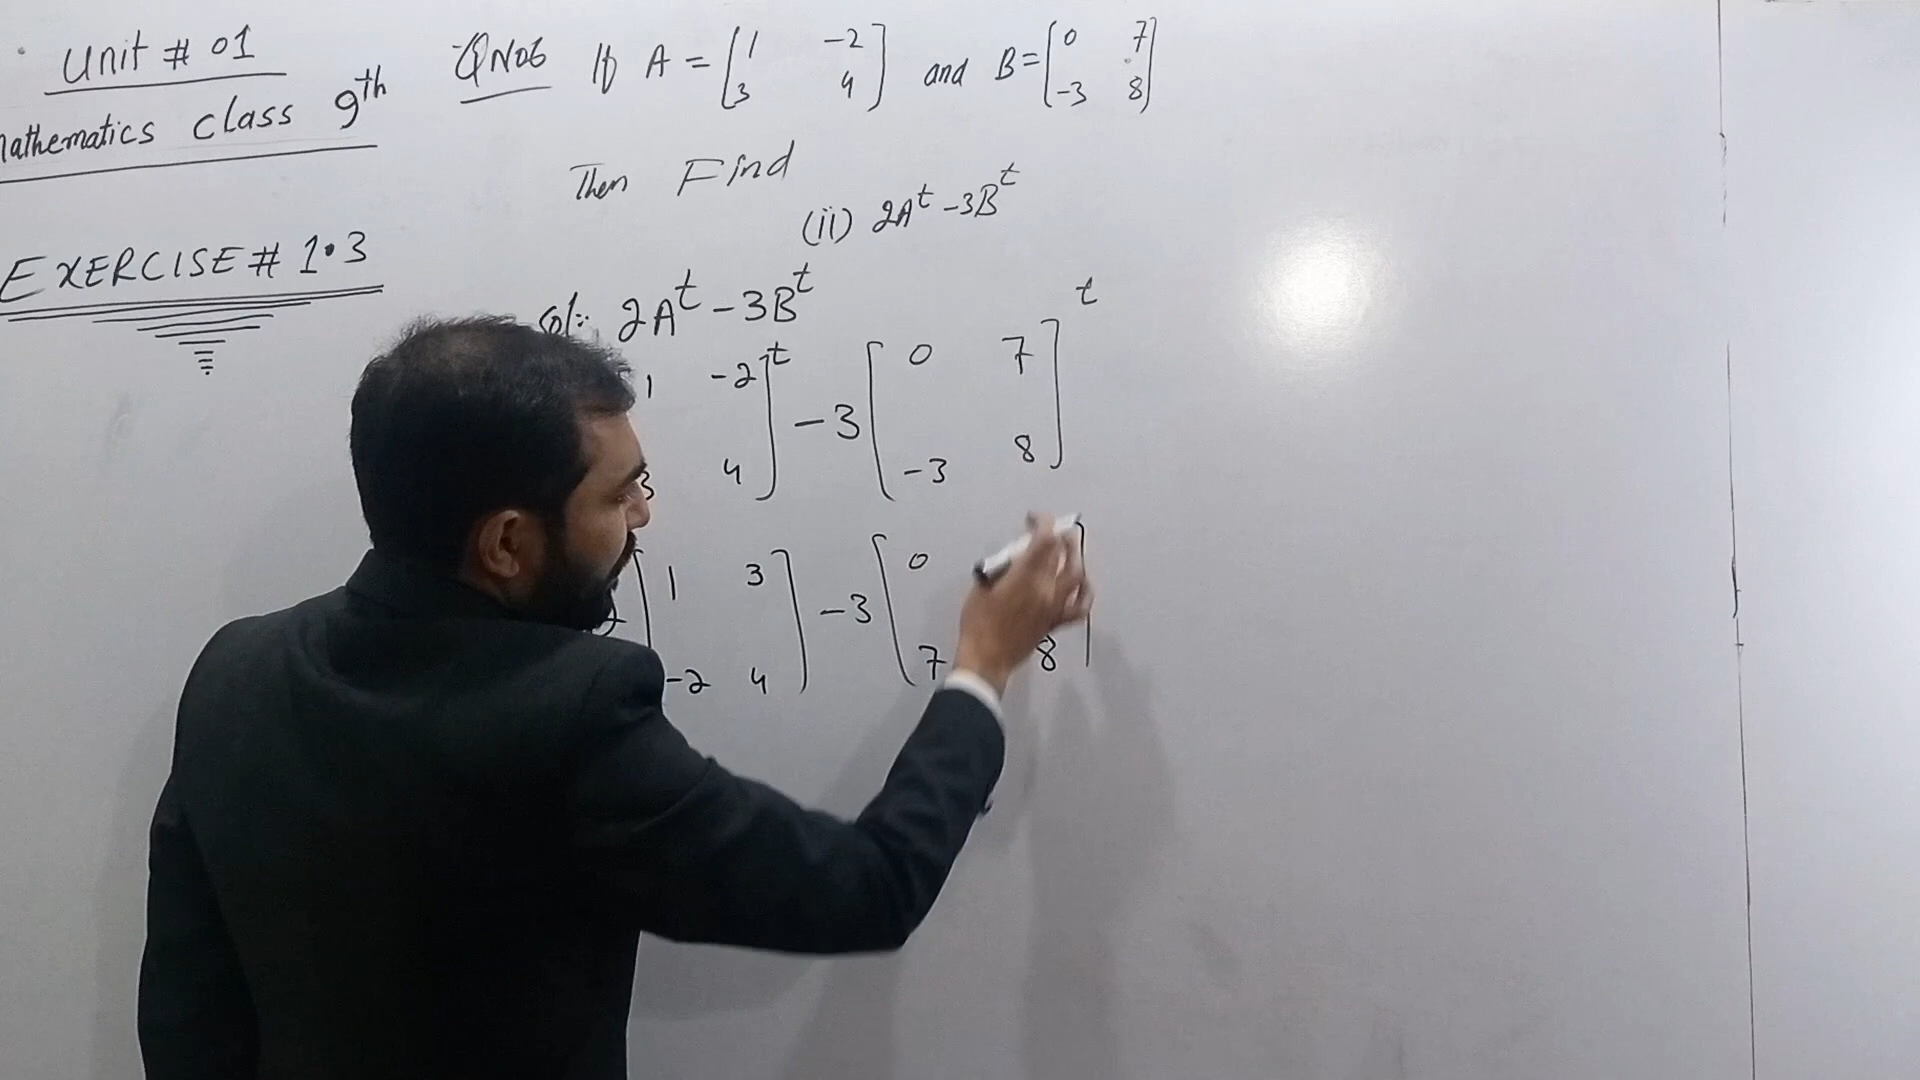 Unit # 01
Mathematics class 9th
EXERCISE # 1.3
Q No6 If A = [1 -2
3 4] and B = [0 7
-3 8]
Then Find
(ii) 2A^t - 3B^t
Sol:- 2A^t - 3B^t
1 -2]^t - 3[0 7]^t
3 4 -3 8
2[1 3] - 3[0
-2 4 7 8]